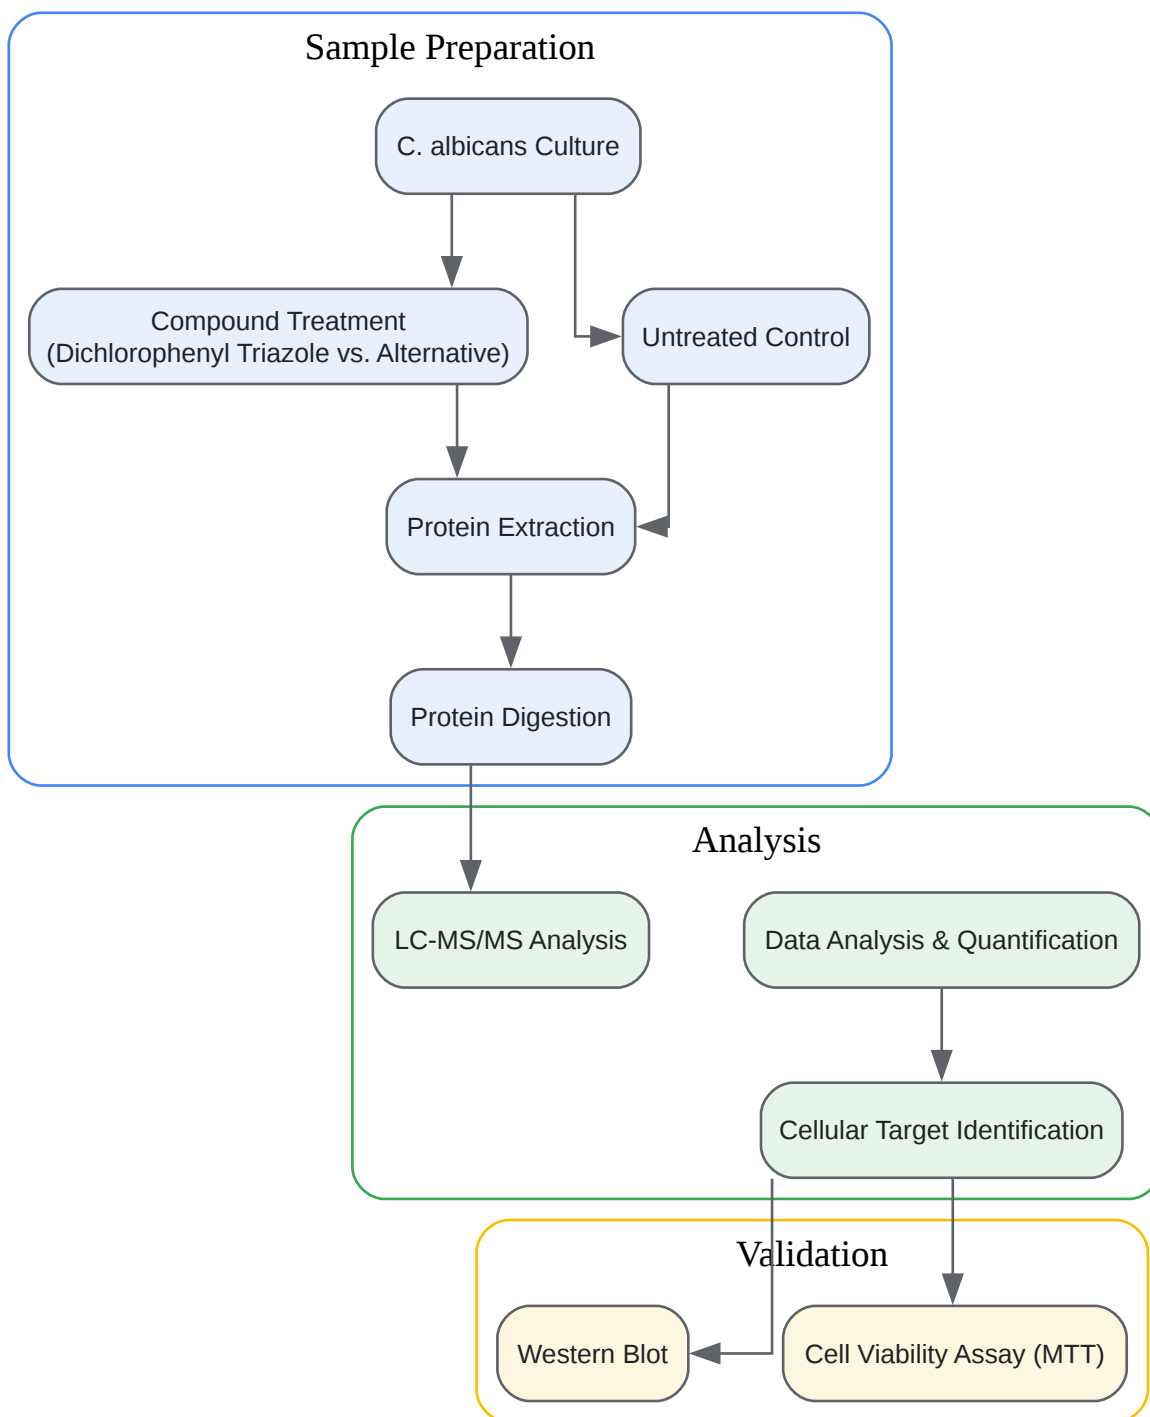 Sample Preparation
C. albicans Culture
Compound Treatment
(Dichlorophenyl Triazole vs. Alternative)
Untreated Control
Protein Extraction
Protein Digestion
Analysis
LC-MS/MS Analysis
Data Analysis & Quantification
Cellular Target Identification
Validation
Western Blot
Cell Viability Assay (MTT)